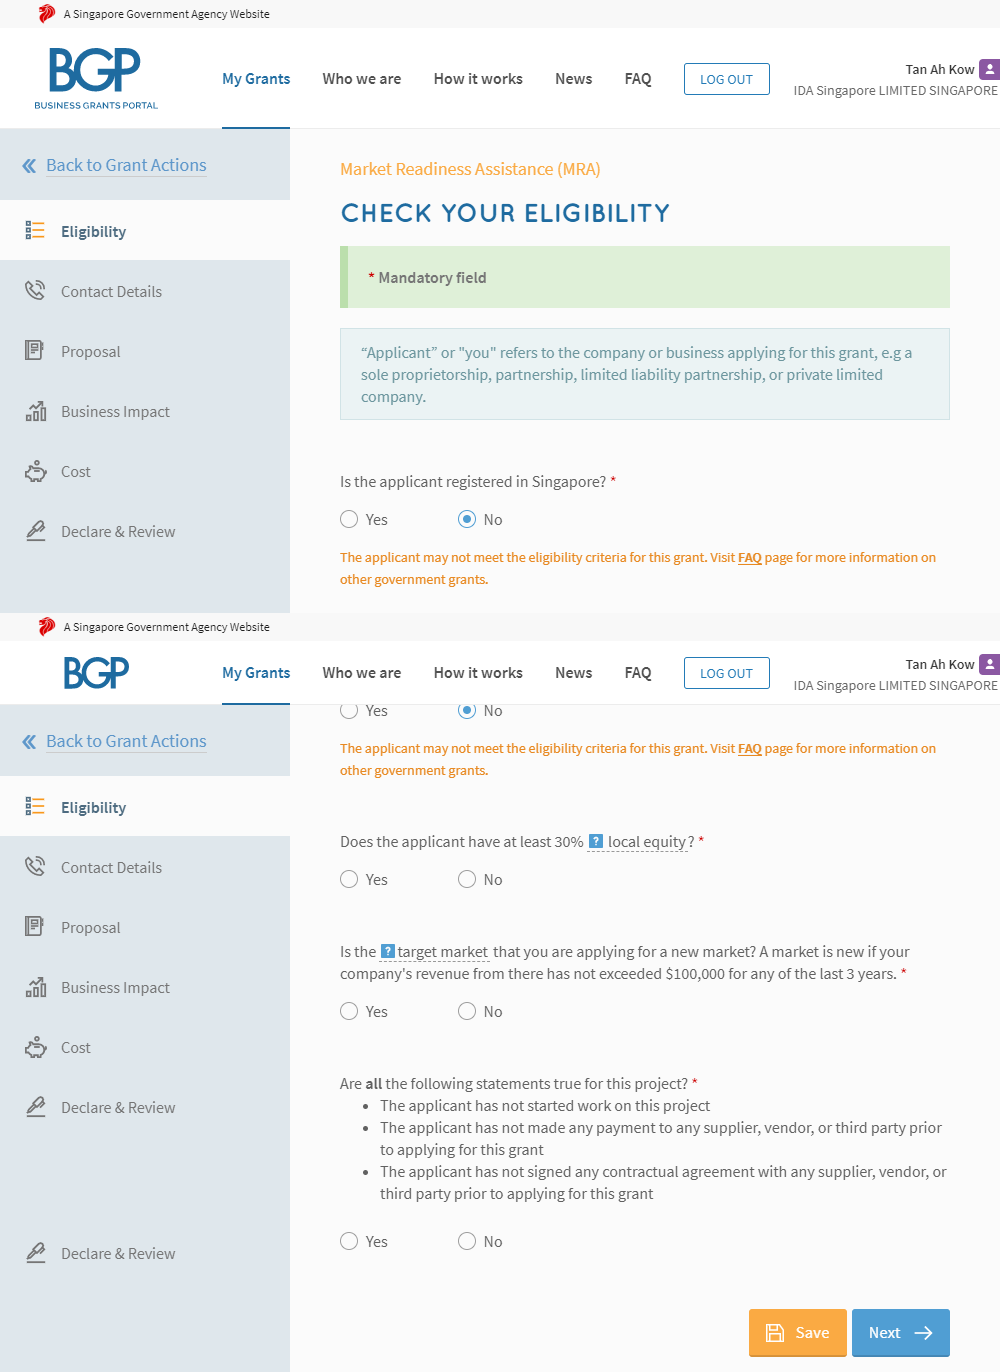 A Singapore Government Agency Website
BGP
BUSINESS GRANTS PORTAL
My Grants
Who we are
How it works
News
FAQ
LOG OUT
Tan Ah Kow
IDA Singapore LIMITED SINGAPORE
Back to Grant Actions
Eligibility
Contact Details
Proposal
Business Impact
Cost
Declare & Review
Market Readiness Assistance (MRA)
CHECK YOUR ELIGIBILITY
* Mandatory field
“Applicant” or "you" refers to the company or business applying for this grant, e.g a
sole proprietorship, partnership, limited liability partnership, or private limited
company.
Is the applicant registered in Singapore? *
Yes No
The applicant may not meet the eligibility criteria for this grant. Visit FAQ page for more information on
other government grants.
A Singapore Government Agency Website
BGP
My Grants
Who we are
How it works
News
FAQ
LOG OUT
Tan Ah Kow
IDA Singapore LIMITED SINGAPORE
Back to Grant Actions
Eligibility
Contact Details
Proposal
Business Impact
Cost
Declare & Review
Declare & Review
Yes No
The applicant may not meet the eligibility criteria for this grant. Visit FAQ page for more information on
other government grants.
Does the applicant have at least 30% ? local equity? *
Yes No
Is the ? target market that you are applying for a new market? A market is new if your
company's revenue from there has not exceeded $100,000 for any of the last 3 years. *
Yes No
Are all the following statements true for this project? *
• The applicant has not started work on this project
• The applicant has not made any payment to any supplier, vendor, or third party prior
to applying for this grant
• The applicant has not signed any contractual agreement with any supplier, vendor, or
third party prior to applying for this grant
Yes No
Save
Next